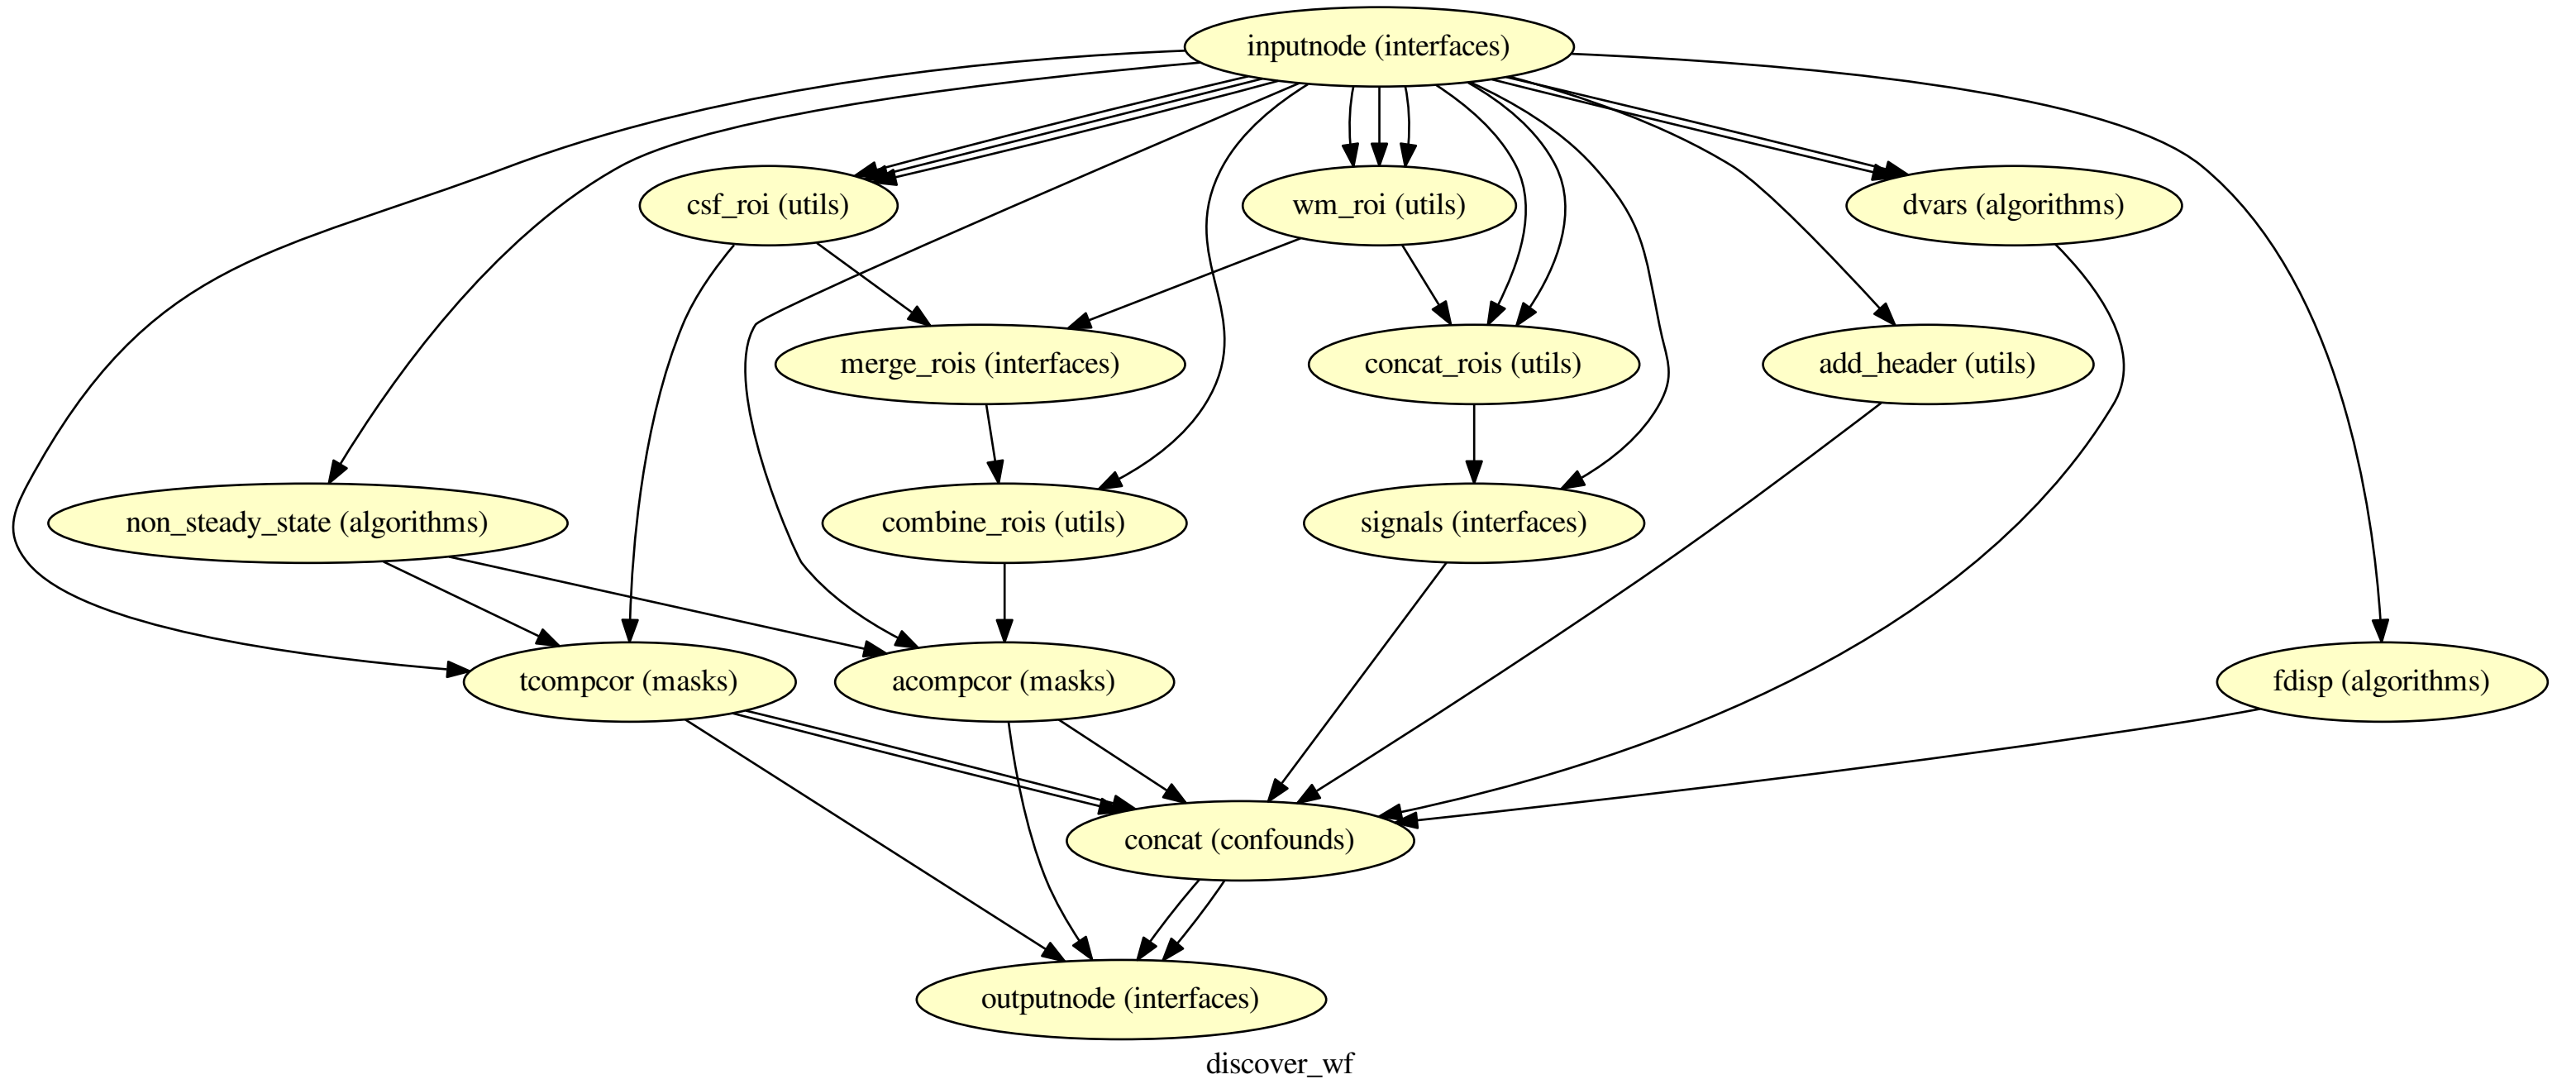 inputnode (interfaces)
csf_roi (utils)
wm_roi (utils)
dvars (algorithms)
merge_rois (interfaces)
concat_rois (utils)
add_header (utils)
non_steady_state (algorithms)
combine_rois (utils)
signals (interfaces)
tcompcor (masks)
acompcor (masks)
fdisp (algorithms)
concat (confounds)
outputnode (interfaces)
discover_wf